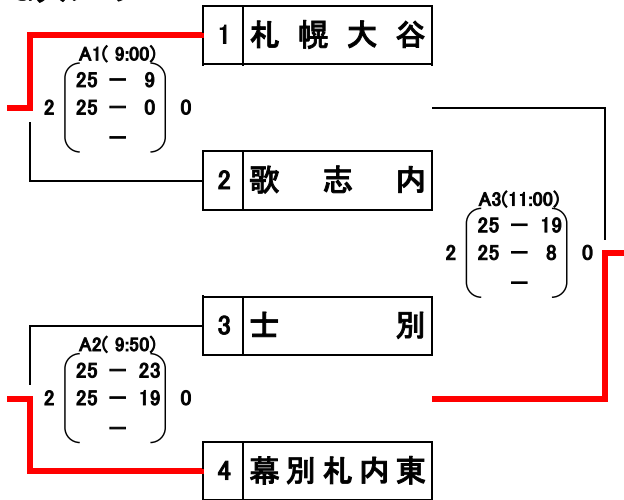 1 札幌大谷
A1( 9:00)
25 － 9
2 25 － 0 0
－
2 歌志内
A3(11:00)
25 － 19
2 25 － 8 0
－
3 士別
A2( 9:50)
25 － 23
2 25 － 19 0
－
4 幕別札内東